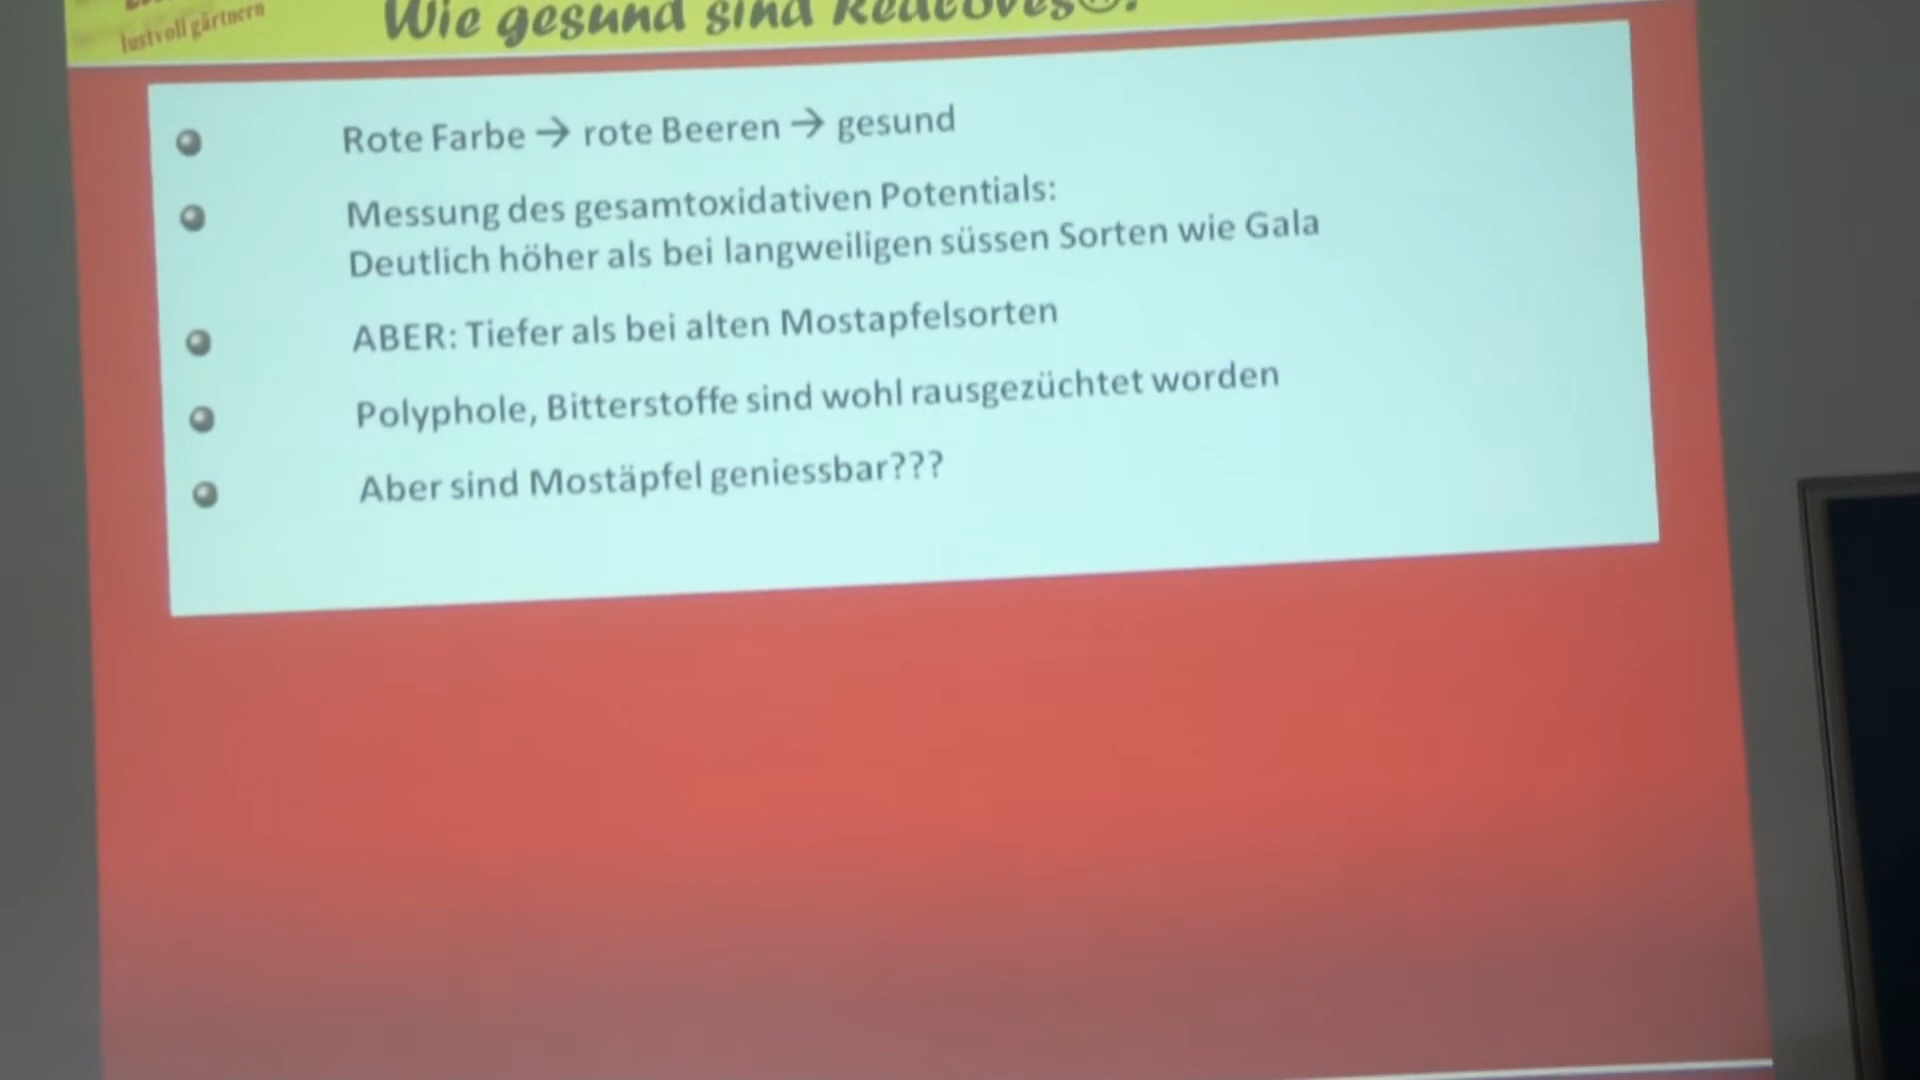 lustvoll gärtnern
Wie gesund sind Redloves®?
Rote Farbe → rote Beeren → gesund
Messung des gesamtoxidativen Potentials:
Deutlich höher als bei langweiligen süssen Sorten wie Gala
ABER: Tiefer als bei alten Mostapfelsorten
Polyphole, Bitterstoffe sind wohl rausgezüchtet worden
Aber sind Mostäpfel geniessbar???